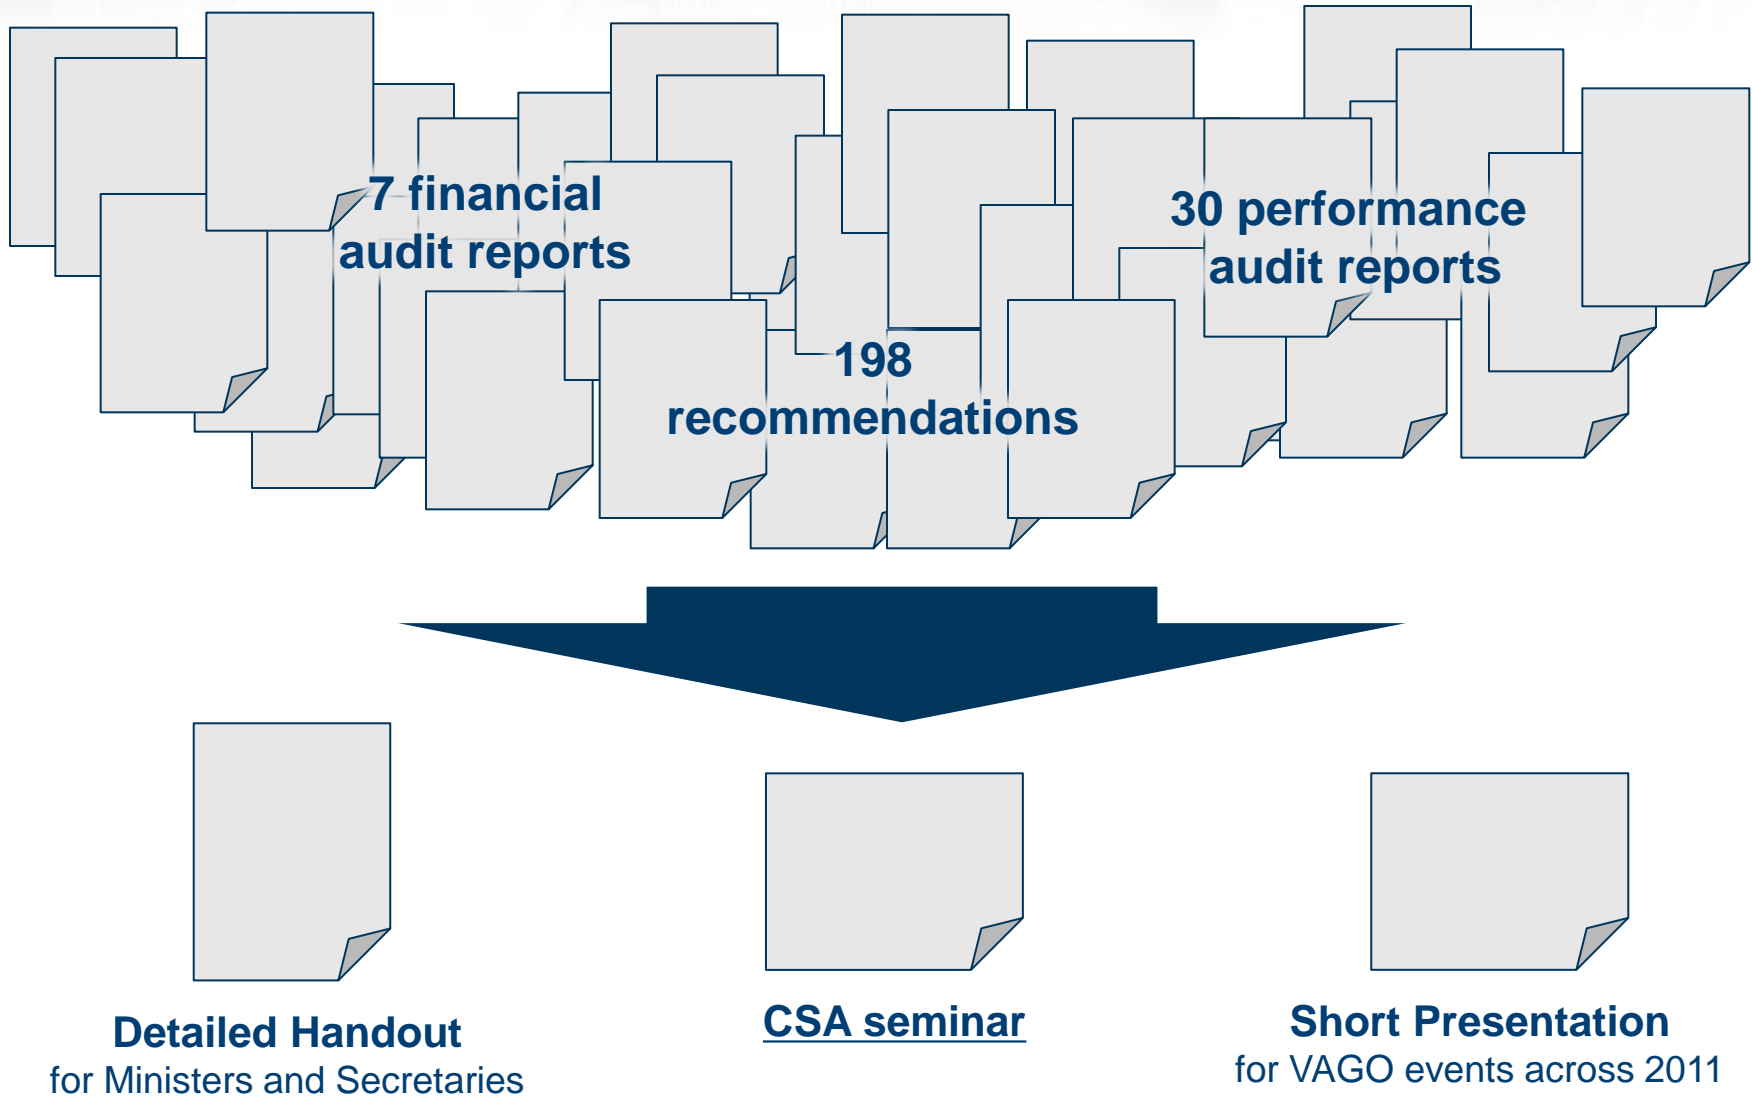 7 financial
audit reports
30 performance
audit reports
198
recommendations
Detailed Handout
for Ministers and Secretaries
CSA seminar
Short Presentation
for VAGO events across 2011